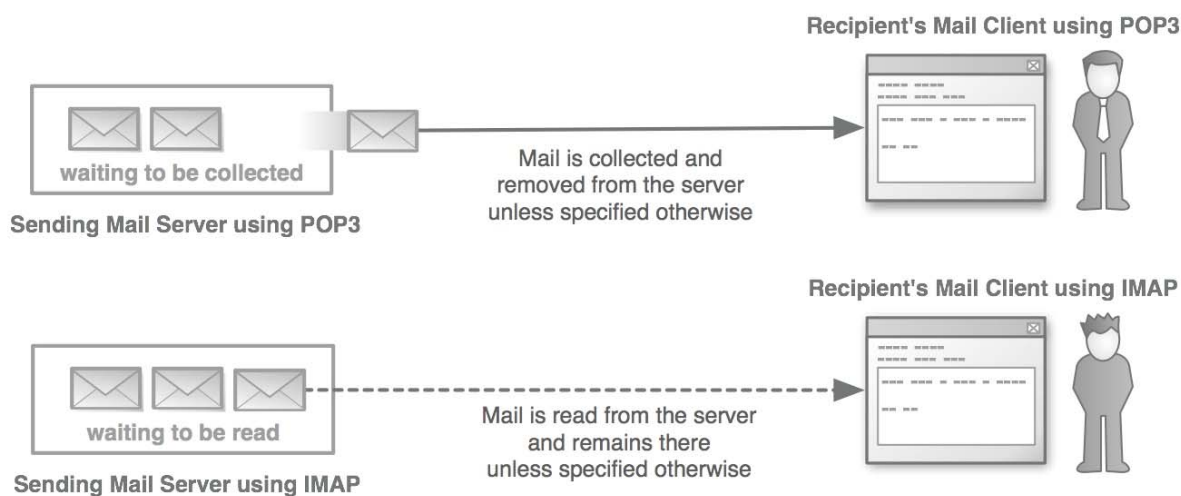 Recipient's Mail Client using POP3
waiting to be collected
Mail is collected and
removed from the server
unless specified otherwise
Sending Mail Server using POP3
Recipient's Mail Client using IMAP
waiting to be read
Mail is read from the server
and remains there
unless specified otherwise
Sending Mail Server using IMAP